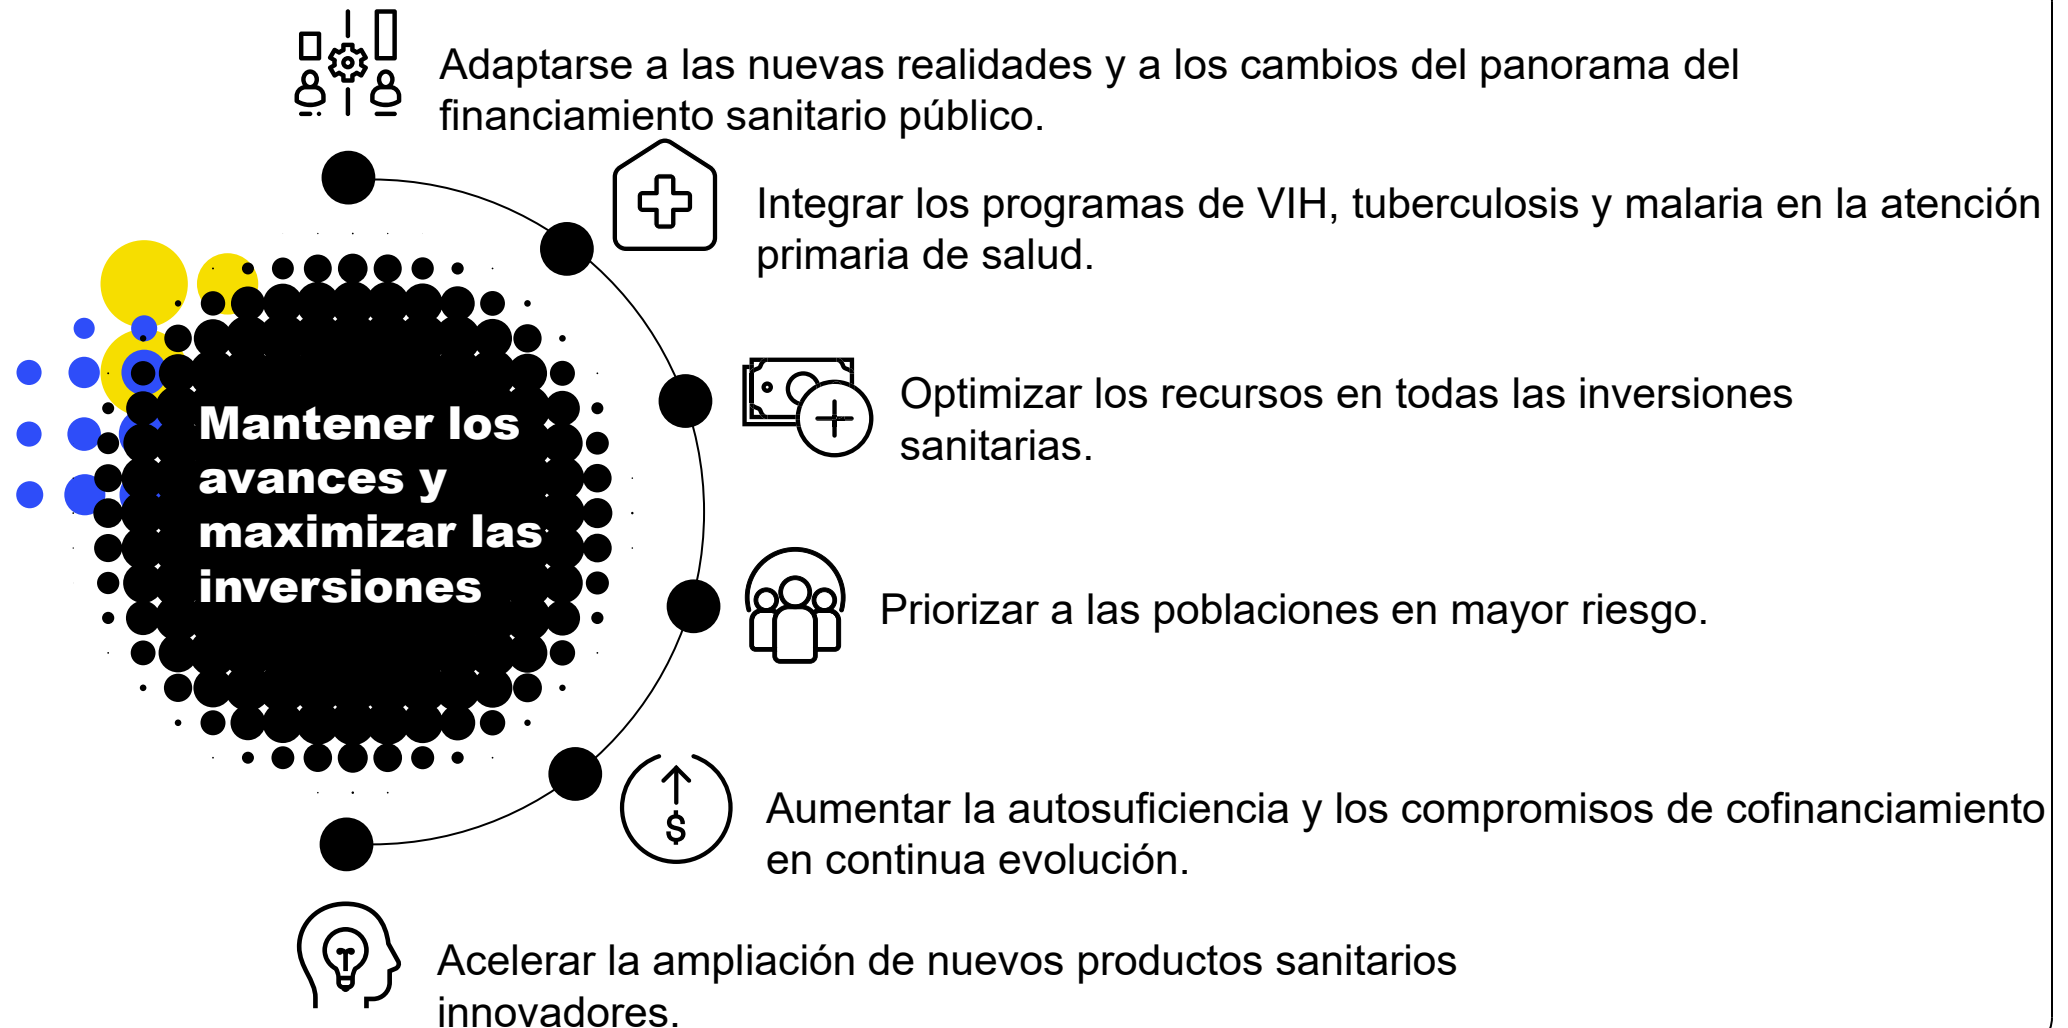 Adaptarse a las nuevas realidades y a los cambios del panorama del
financiamiento sanitario público.
Integrar los programas de VIH, tuberculosis y malaria en la atención
primaria de salud.
Optimizar los recursos en todas las inversiones
sanitarias.
Mantener los
avances y
maximizar las
inversiones
Priorizar a las poblaciones en mayor riesgo.
Aumentar la autosuficiencia y los compromisos de cofinanciamiento
en continua evolución.
Acelerar la ampliación de nuevos productos sanitarios
innovadores.